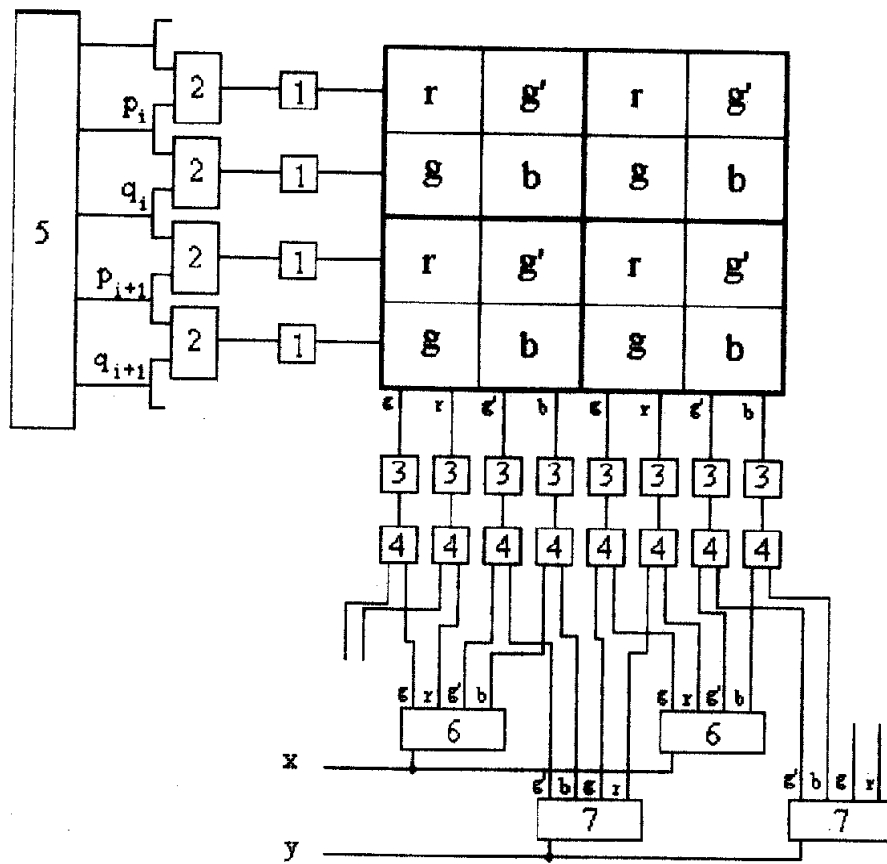 2 1 r g' r g'
p_i
2 1 g b g b
q_i
5
2 1 r g' r g'
p_{i+1}
2 1 g b g b
q_{i+1}
g r g' b g r g' b
3 3 3 3 3 3 3 3
4 4 4 4 4 4 4 4
g r g' b g r g' b
6 6
x
g' b g r g' b g r
7 7
y